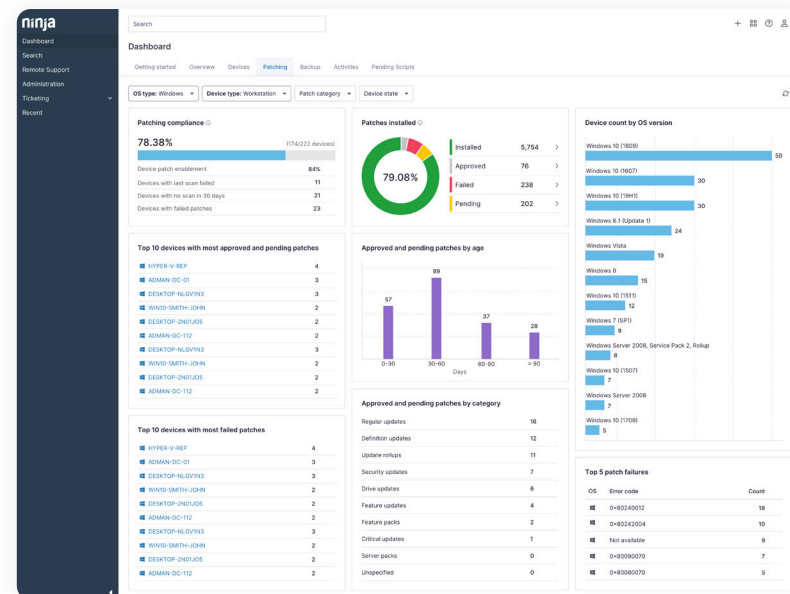 ninja
Search
Dashboard
Search
Remote Support
Administration
Ticketing
Recent
Dashboard
Getting started Overview Devices Patching Backup Activities Pending Scripts
OS type: Windows Device type: Workstation Patch category Device state
Patching compliance
78.38% (174/222 devices)
Device patch enablement 84%
Devices with last scan failed 11
Devices with no scan in 30 days 21
Devices with failed patches 23
Patches installed
79.08%
Installed 5,754
Approved 76
Failed 238
Pending 202
Device count by OS version
Windows 10 (1809)
50
Windows 10 (1607)
30
Windows 10 (19H1)
30
Windows 8.1 (Update 1)
24
Windows Vista
19
Windows 8
15
Windows 10 (1511)
12
Windows 7 (SP1)
9
Windows Server 2008, Service Pack 2, Rollup
8
Windows 10 (1507)
7
Windows Server 2008
7
Windows 10 (1709)
5
Top 10 devices with most approved and pending patches
HYPER-V-REP 4
ADMAN-DC-01 3
DESKTOP-NLGV1N3 3
WIN10-SMITH-JOHN 2
DESKTOP-2N01JO5 2
ADMAN-DC-112 2
DESKTOP-NLGV1N3 3
WIN10-SMITH-JOHN 2
DESKTOP-2N01JO5 2
ADMAN-DC-112 2
Approved and pending patches by age
57 89 37 28
0-30 30-60 60-90 > 90
Days
Top 10 devices with most failed patches
HYPER-V-REP 4
ADMAN-DC-01 3
DESKTOP-NLGV1N3 3
WIN10-SMITH-JOHN 2
DESKTOP-2N01JO5 2
ADMAN-DC-112 2
DESKTOP-NLGV1N3 3
WIN10-SMITH-JOHN 2
DESKTOP-2N01JO5 2
ADMAN-DC-112 2
Approved and pending patches by category
Regular updates 16
Definition updates 12
Update rollups 11
Security updates 7
Drive updates 6
Feature updates 4
Feature packs 2
Critical updates 1
Server packs 0
Unspecified 0
Top 5 patch failures
OS Error code Count
0x80240012 18
0x80242004 10
Not available 9
0x80090070 7
0x80080070 5